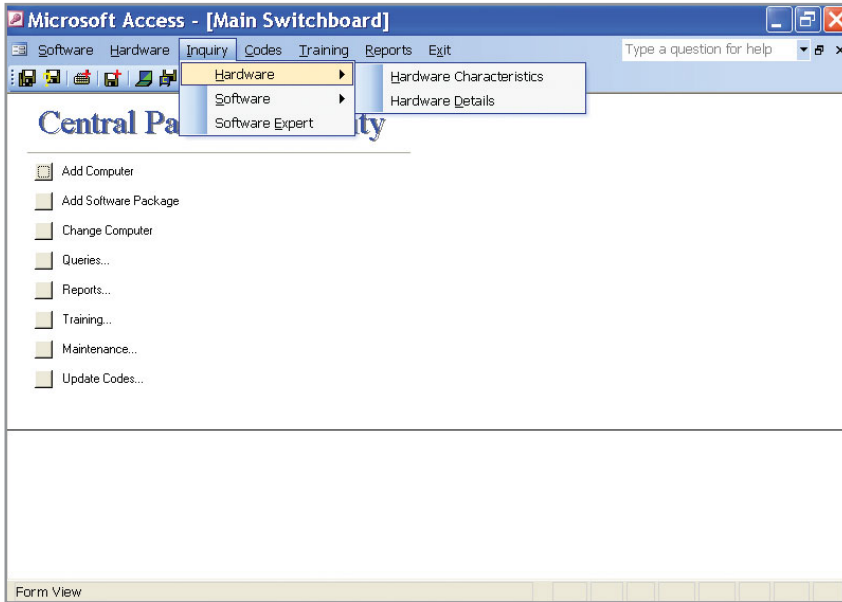 Microsoft Access - [Main Switchboard]
Software Hardware Inquiry Codes Training Reports Exit Type a question for help
Hardware
Software
Software Expert
Hardware Characteristics
Hardware Details
Central Pa ty
Add Computer
Add Software Package
Change Computer
Queries...
Reports...
Training...
Maintenance...
Update Codes...
Form View